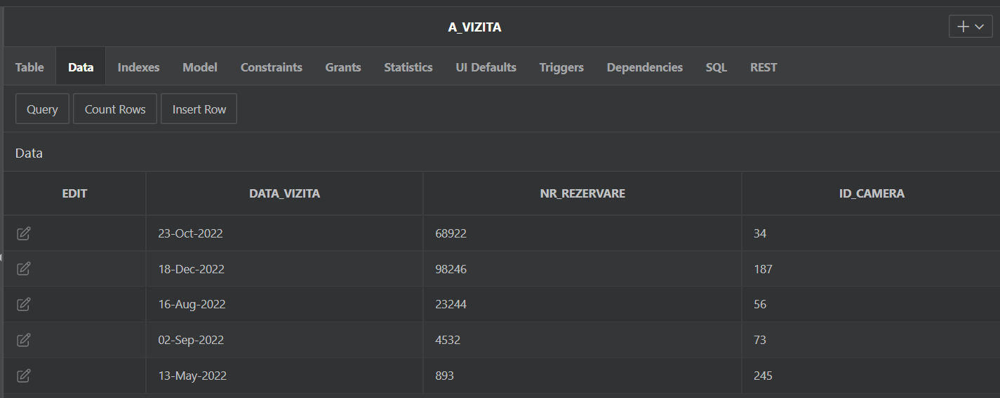 A_VIZITA
Table Data Indexes Model Constraints Grants Statistics UI Defaults Triggers Dependencies SQL REST
Query Count Rows Insert Row
Data
EDIT DATA_VIZITA NR_REZERVARE ID_CAMERA
23-Oct-2022 68922 34
18-Dec-2022 98246 187
16-Aug-2022 23244 56
02-Sep-2022 4532 73
13-May-2022 893 245